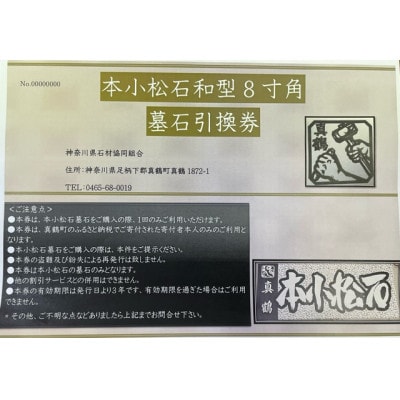 No.00000000
本小松石和型8寸角
墓石引換券
真鶴
神奈川県石材協同組合
住所：神奈川県足柄下郡真鶴町真鶴 1872-1
TEL:0465-68-0019
＜ご注意点＞
●本券は、本小松石墓石をご購入の際、1回のみご利用いただけます。
●本券は、真鶴町のふるさと納税でご寄付された寄付者本人のみのご利用と
なります。
●本小松石墓石をご購入の際は、本件をご提示ください。
●本券の盗難及び紛失による再発行は致しません。
●本券は本小松石の墓石のみとなります。
●他の割引サービスとの併用はできません。
●本券の有効期限は発行日より3年です、有効期限を過ぎた場合はご利用
できません。
＊その他、ご不明な点などありましたら上記までお問合せ下さい。
真鶴
本小松石